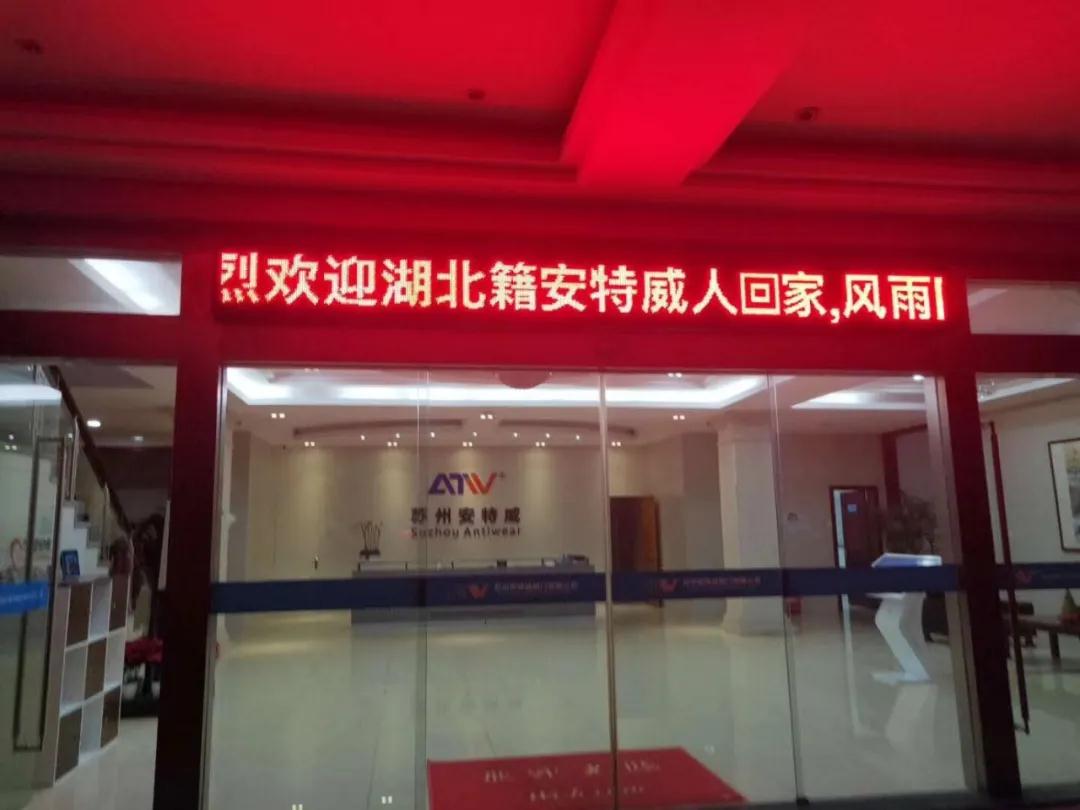 烈欢迎湖北籍安特威人回家,风雨
ATW
苏州安特威
Suzhou Antiwear